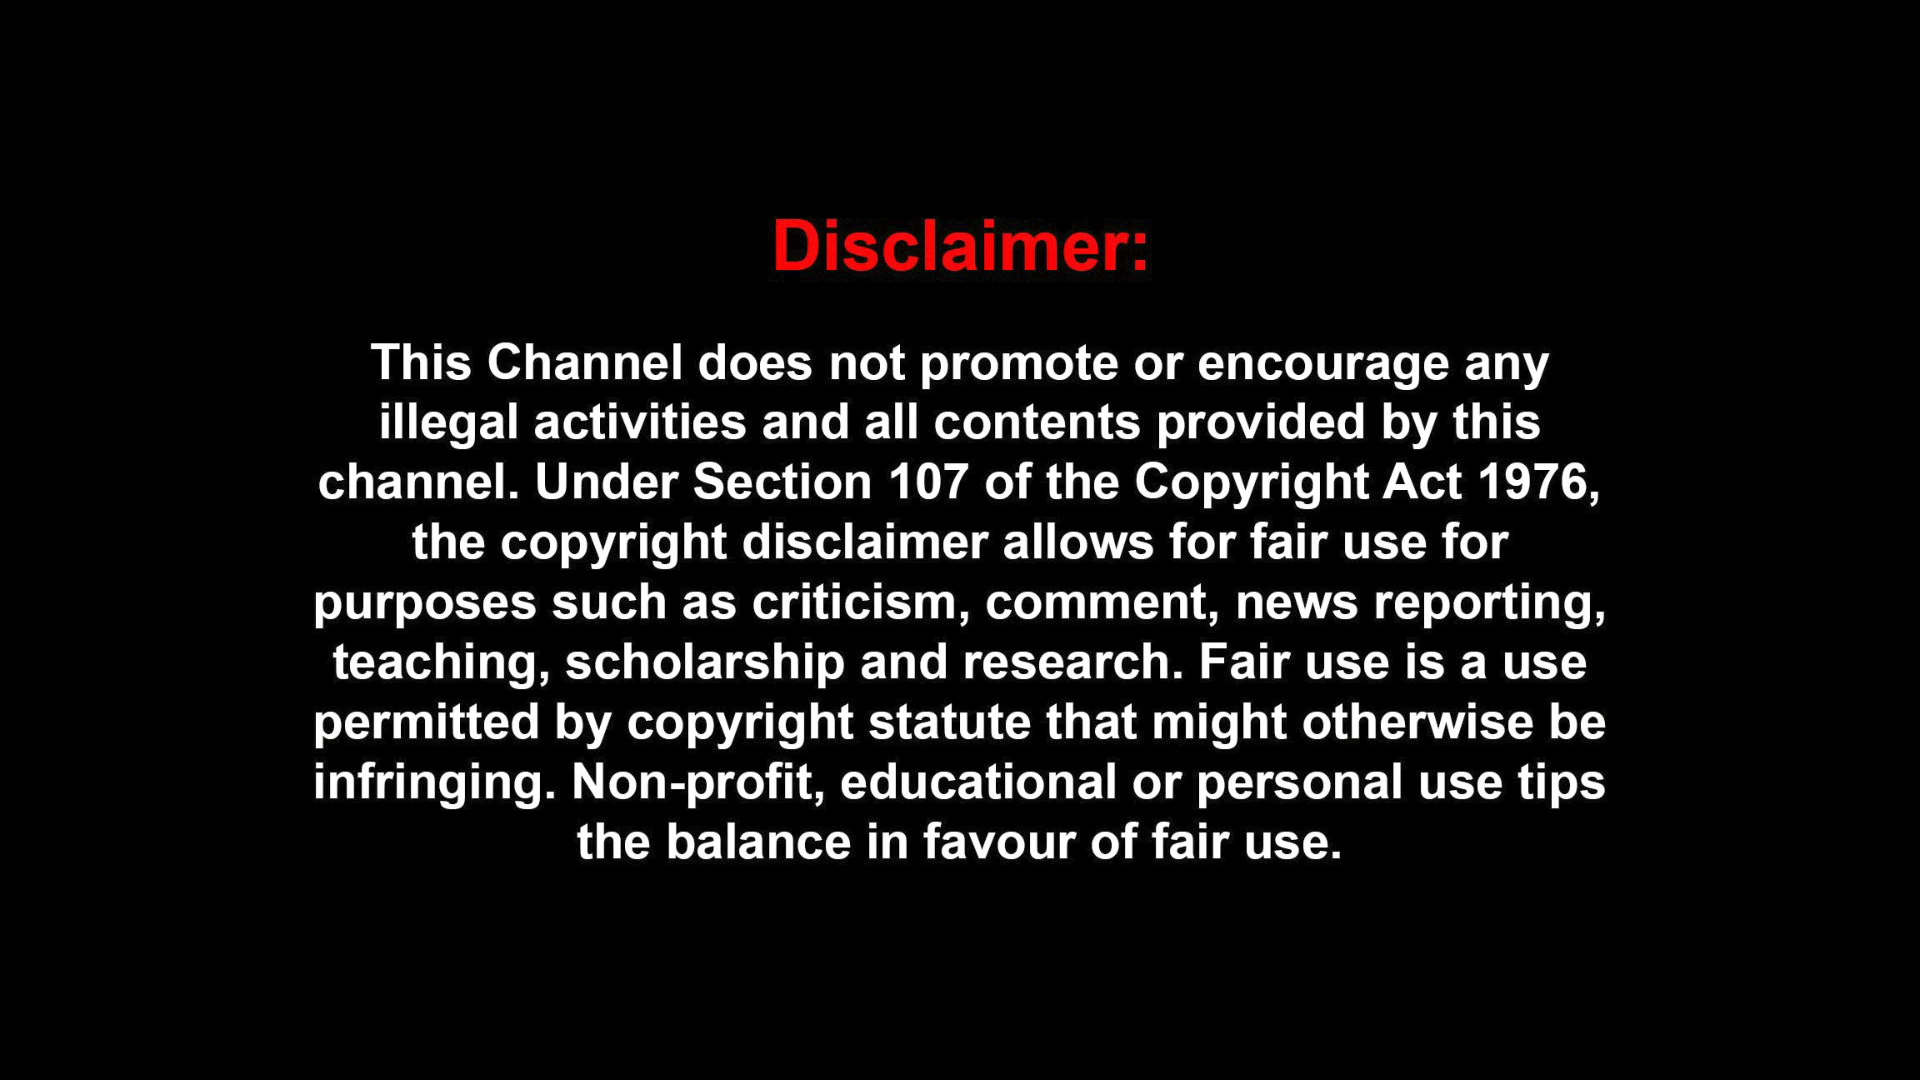 Disclaimer:
This Channel does not promote or encourage any
illegal activities and all contents provided by this
channel. Under Section 107 of the Copyright Act 1976,
the copyright disclaimer allows for fair use for
purposes such as criticism, comment, news reporting,
teaching, scholarship and research. Fair use is a use
permitted by copyright statute that might otherwise be
infringing. Non-profit, educational or personal use tips
the balance in favour of fair use.